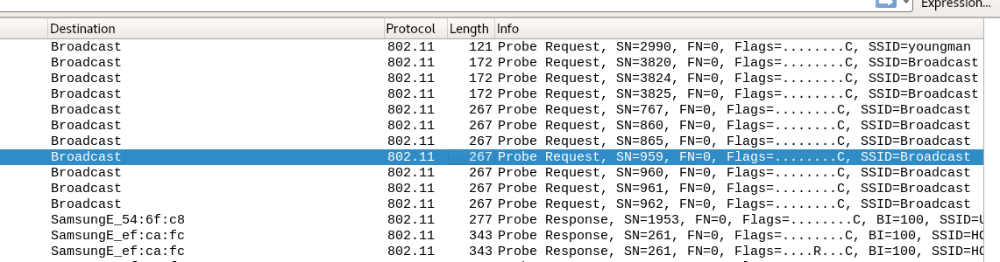 Expression...
Destination Protocol Length Info
Broadcast 802.11 121 Probe Request, SN=2990, FN=0, Flags=........C, SSID=youngman
Broadcast 802.11 172 Probe Request, SN=3820, FN=0, Flags=........C, SSID=Broadcast
Broadcast 802.11 172 Probe Request, SN=3824, FN=0, Flags=........C, SSID=Broadcast
Broadcast 802.11 172 Probe Request, SN=3825, FN=0, Flags=........C, SSID=Broadcast
Broadcast 802.11 267 Probe Request, SN=767, FN=0, Flags=........C, SSID=Broadcast
Broadcast 802.11 267 Probe Request, SN=860, FN=0, Flags=........C, SSID=Broadcast
Broadcast 802.11 267 Probe Request, SN=865, FN=0, Flags=........C, SSID=Broadcast
Broadcast 802.11 267 Probe Request, SN=959, FN=0, Flags=........C, SSID=Broadcast
Broadcast 802.11 267 Probe Request, SN=960, FN=0, Flags=........C, SSID=Broadcast
Broadcast 802.11 267 Probe Request, SN=961, FN=0, Flags=........C, SSID=Broadcast
Broadcast 802.11 267 Probe Request, SN=962, FN=0, Flags=........C, SSID=Broadcast
SamsungE_54:6f:c8 802.11 277 Probe Response, SN=1953, FN=0, Flags=........C, BI=100, SSID=
SamsungE_ef:ca:fc 802.11 343 Probe Response, SN=261, FN=0, Flags=........C, BI=100, SSID=H
SamsungE_ef:ca:fc 802.11 343 Probe Response, SN=261, FN=0, Flags=....R...C, BI=100, SSID=H